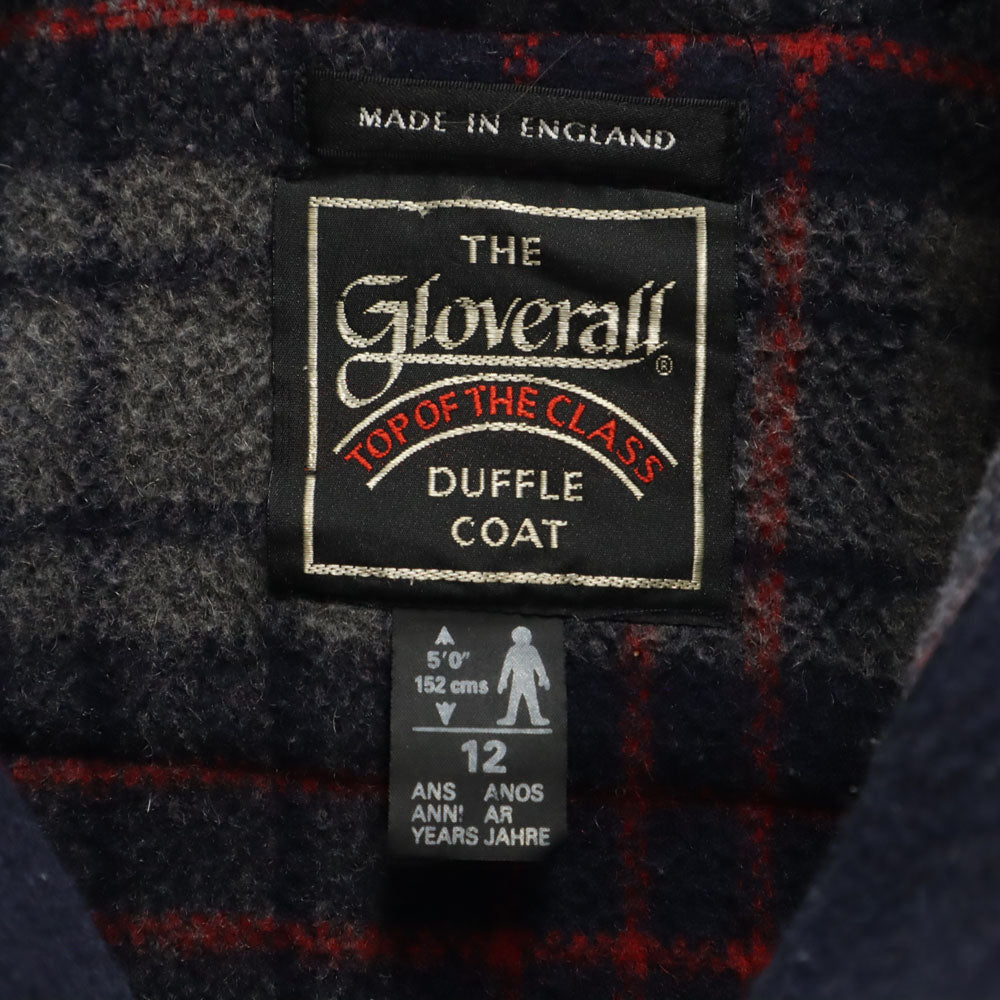 MADE IN ENGLAND
THE
Gloverall®
TOP OF THE CLASS
DUFFLE
COAT
5'0"
152 cms
12
ANS ANOS
ANN! AR
YEARS JAHRE